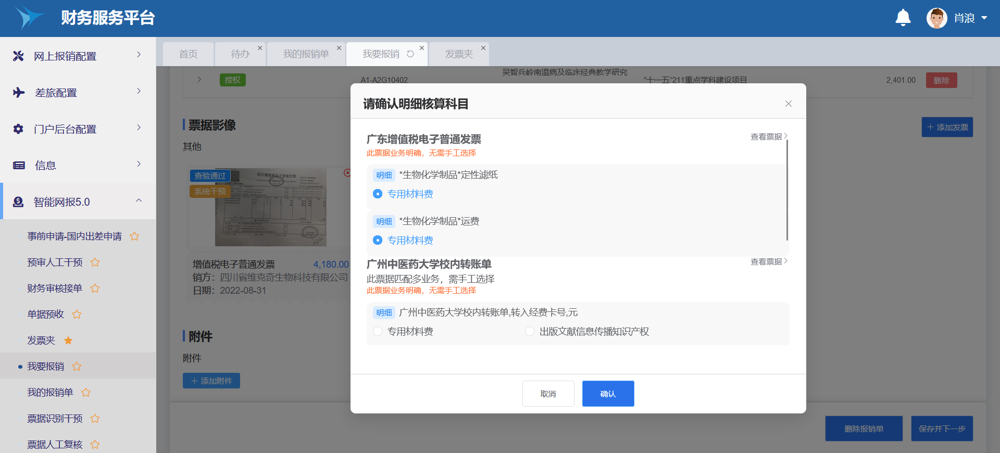 财务服务平台
肖浪
网上报销配置
差旅配置
门户后台配置
信息
智能网报5.0
事前申请-国内出差申请
预审人工干预
财务审核接单
单据预收
发票夹
我要报销
我的报销单
票据识别干预
票据人工复核
首页
待办
我的报销单
我要报销
发票夹
授权
A1-A2G10402
吴智兵岭南温病及临床经典教学研究
"十一五"211重点学科建设项目
2,401.00
删除
票据影像
添加发票
其他
查验通过
系统干预
四川增值税电子普通发票
增值税电子普通发票
4,180.00
销方：四川省维克奇生物科技有限公司
日期：2022-08-31
附件
附件
添加附件
请确认明细核算科目
广东增值税电子普通发票
查看票据
此票据业务明确，无需手工选择
明细 *生物化学制品*定性滤纸
专用材料费
明细 *生物化学制品*运费
专用材料费
广州中医药大学校内转账单
查看票据
此票据匹配多业务，需手工选择
此票据业务明确，无需手工选择
明细 广州中医药大学校内转账单,转入经费卡号,元
专用材料费
出版文献信息传播知识产权
取消
确认
删除报销单
保存并下一步